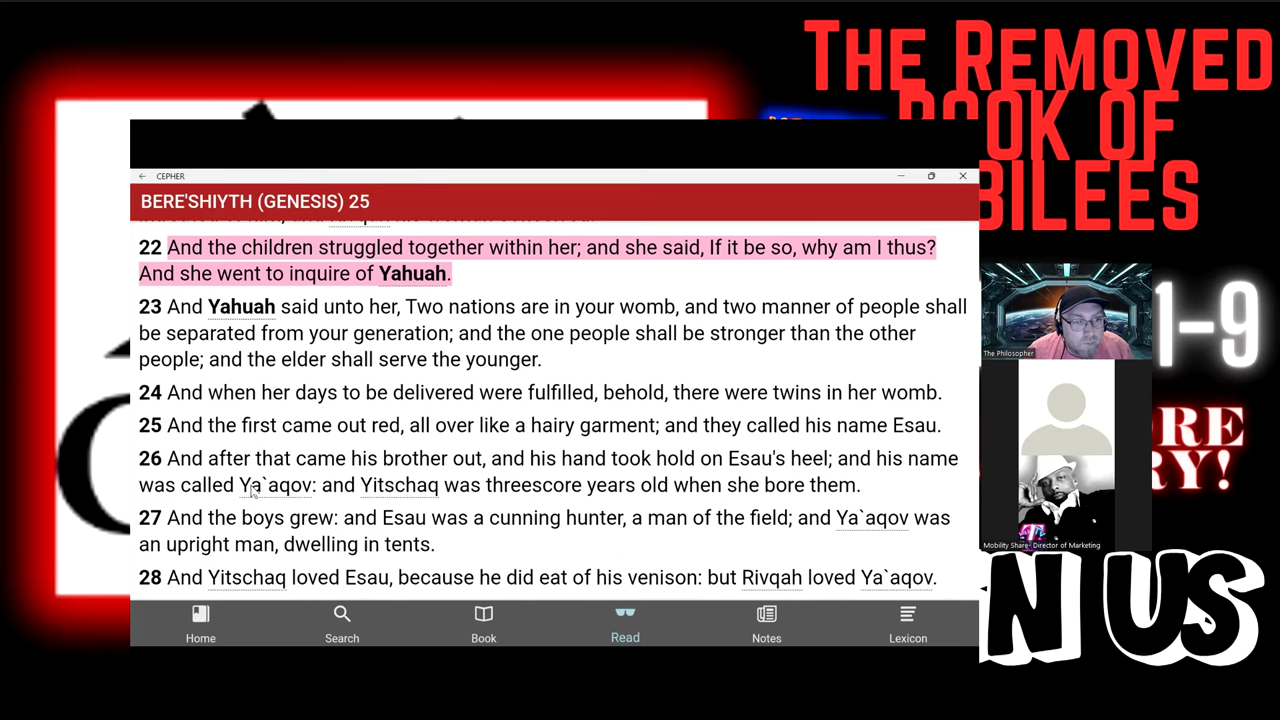 THE REMOVED
BOOK OF
BILEES
CEPHER
BERE'SHIYTH (GENESIS) 25
22 And the children struggled together within her; and she said, If it be so, why am I thus?
And she went to inquire of Yahuah.
23 And Yahuah said unto her, Two nations are in your womb, and two manner of people shall
be separated from your generation; and the one people shall be stronger than the other
people; and the elder shall serve the younger.
24 And when her days to be delivered were fulfilled, behold, there were twins in her womb.
25 And the first came out red, all over like a hairy garment; and they called his name Esau.
26 And after that came his brother out, and his hand took hold on Esau's heel; and his name
was called Ya`aqov: and Yitschaq was threescore years old when she bore them.
27 And the boys grew: and Esau was a cunning hunter, a man of the field; and Ya`aqov was
an upright man, dwelling in tents.
28 And Yitschaq loved Esau, because he did eat of his venison: but Rivqah loved Ya`aqov.
Home
Search
Book
Read
Notes
Lexicon
The Philosopher
Mobility Share- Director of Marketing
1-9
RE
RY!
N US